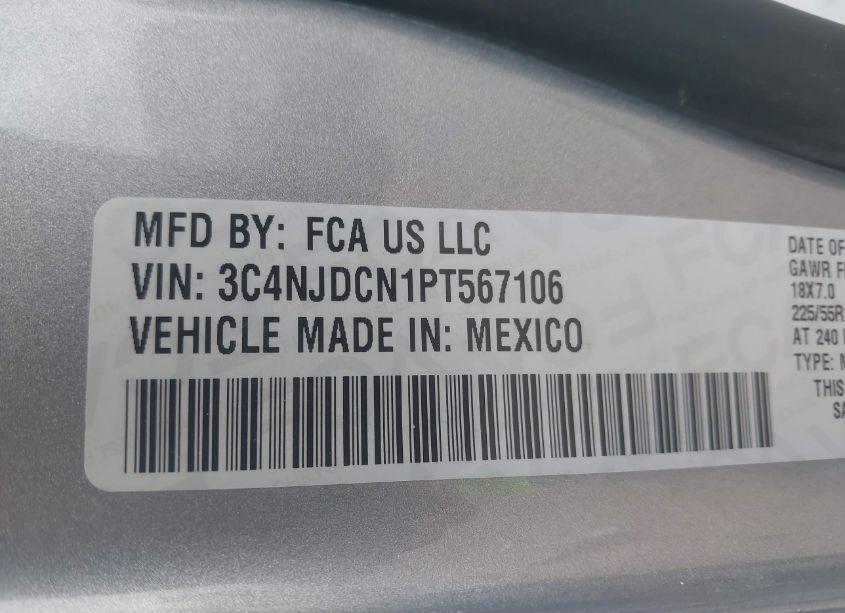 MFD BY: FCA US LLC
VIN: 3C4NJDCN1PT567106
VEHICLE MADE IN: MEXICO
DATE OF
GAWR F
18X7.0
225/55R
AT 240
TYPE:
THIS